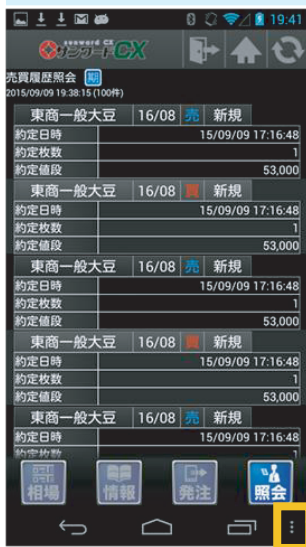 19:41
sunward CX
サンワードCX
売買履歴照会 期
2015/09/09 19:38:15 (100件)
東商一般大豆 16/08 売 新規
約定日時 15/09/09 17:16:48
約定枚数 1
約定値段 53,000
東商一般大豆 16/08 買 新規
約定日時 15/09/09 17:16:48
約定枚数 1
約定値段 53,000
東商一般大豆 16/08 売 新規
約定日時 15/09/09 17:16:48
約定枚数 1
約定値段 53,000
東商一般大豆 16/08 買 新規
約定日時 15/09/09 17:16:48
約定枚数 1
約定値段 53,000
東商一般大豆 16/08 売 新規
約定日時 15/09/09 17:16:48
約定枚数 1
相場 情報 発注 照会